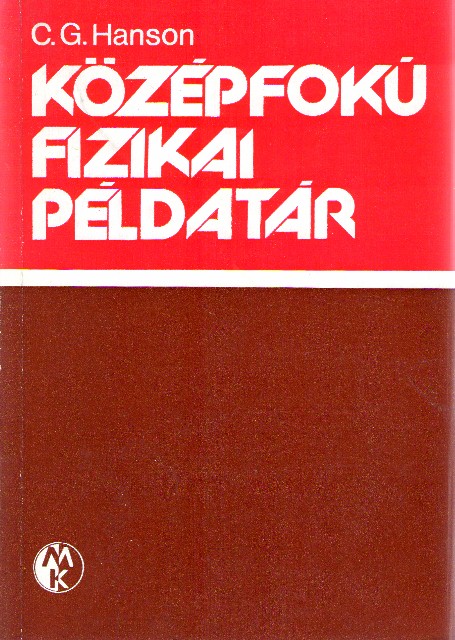 C. G. Hanson
KÖZÉPFOKÚ
FIZIKAI
PÉLDATÁR
MK